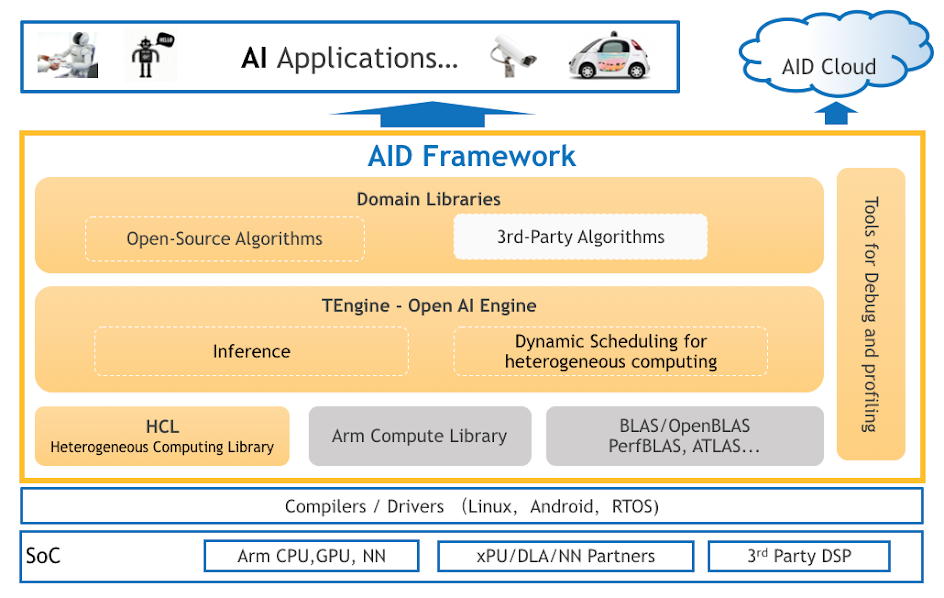 HELLO
AI Applications...
AID Cloud
AID Framework
Domain Libraries
Open-Source Algorithms
3rd-Party Algorithms
TEngine - Open AI Engine
Inference
Dynamic Scheduling for
heterogeneous computing
HCL
Heterogeneous Computing Library
Arm Compute Library
BLAS/OpenBLAS
PerfBLAS, ATLAS...
Tools for Debug and profiling
Compilers / Drivers （Linux，Android，RTOS)
SoC
Arm CPU,GPU, NN
xPU/DLA/NN Partners
3rd Party DSP